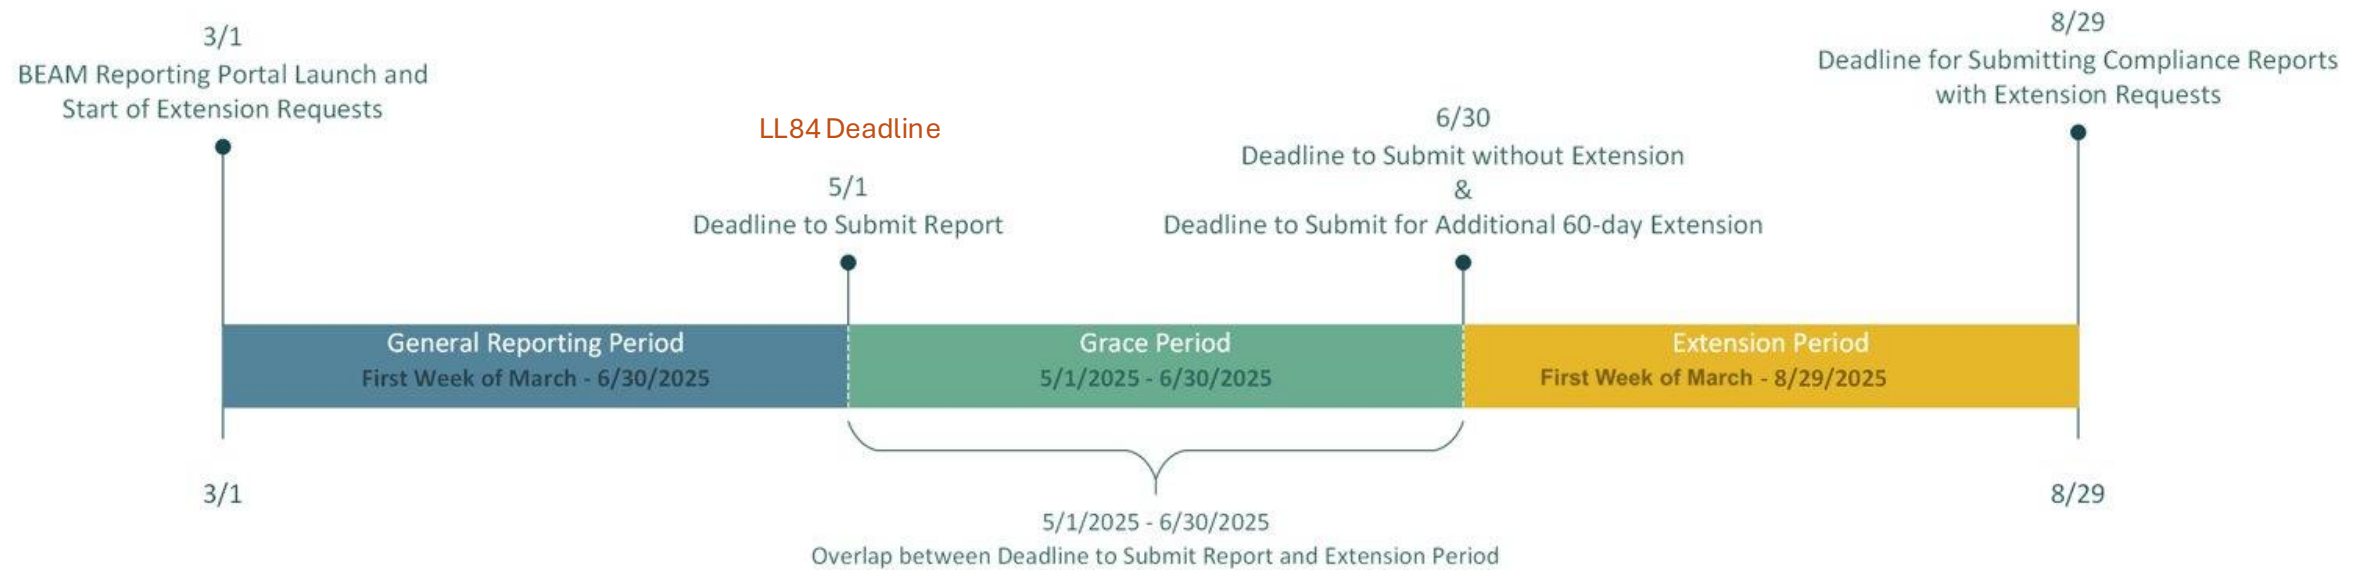 3/1
BEAM Reporting Portal Launch and
Start of Extension Requests
LL84 Deadline
5/1
Deadline to Submit Report
6/30
Deadline to Submit without Extension
&
Deadline to Submit for Additional 60-day Extension
8/29
Deadline for Submitting Compliance Reports
with Extension Requests
General Reporting Period
First Week of March - 6/30/2025
Grace Period
5/1/2025 - 6/30/2025
Extension Period
First Week of March - 8/29/2025
3/1
5/1/2025 - 6/30/2025
Overlap between Deadline to Submit Report and Extension Period
8/29